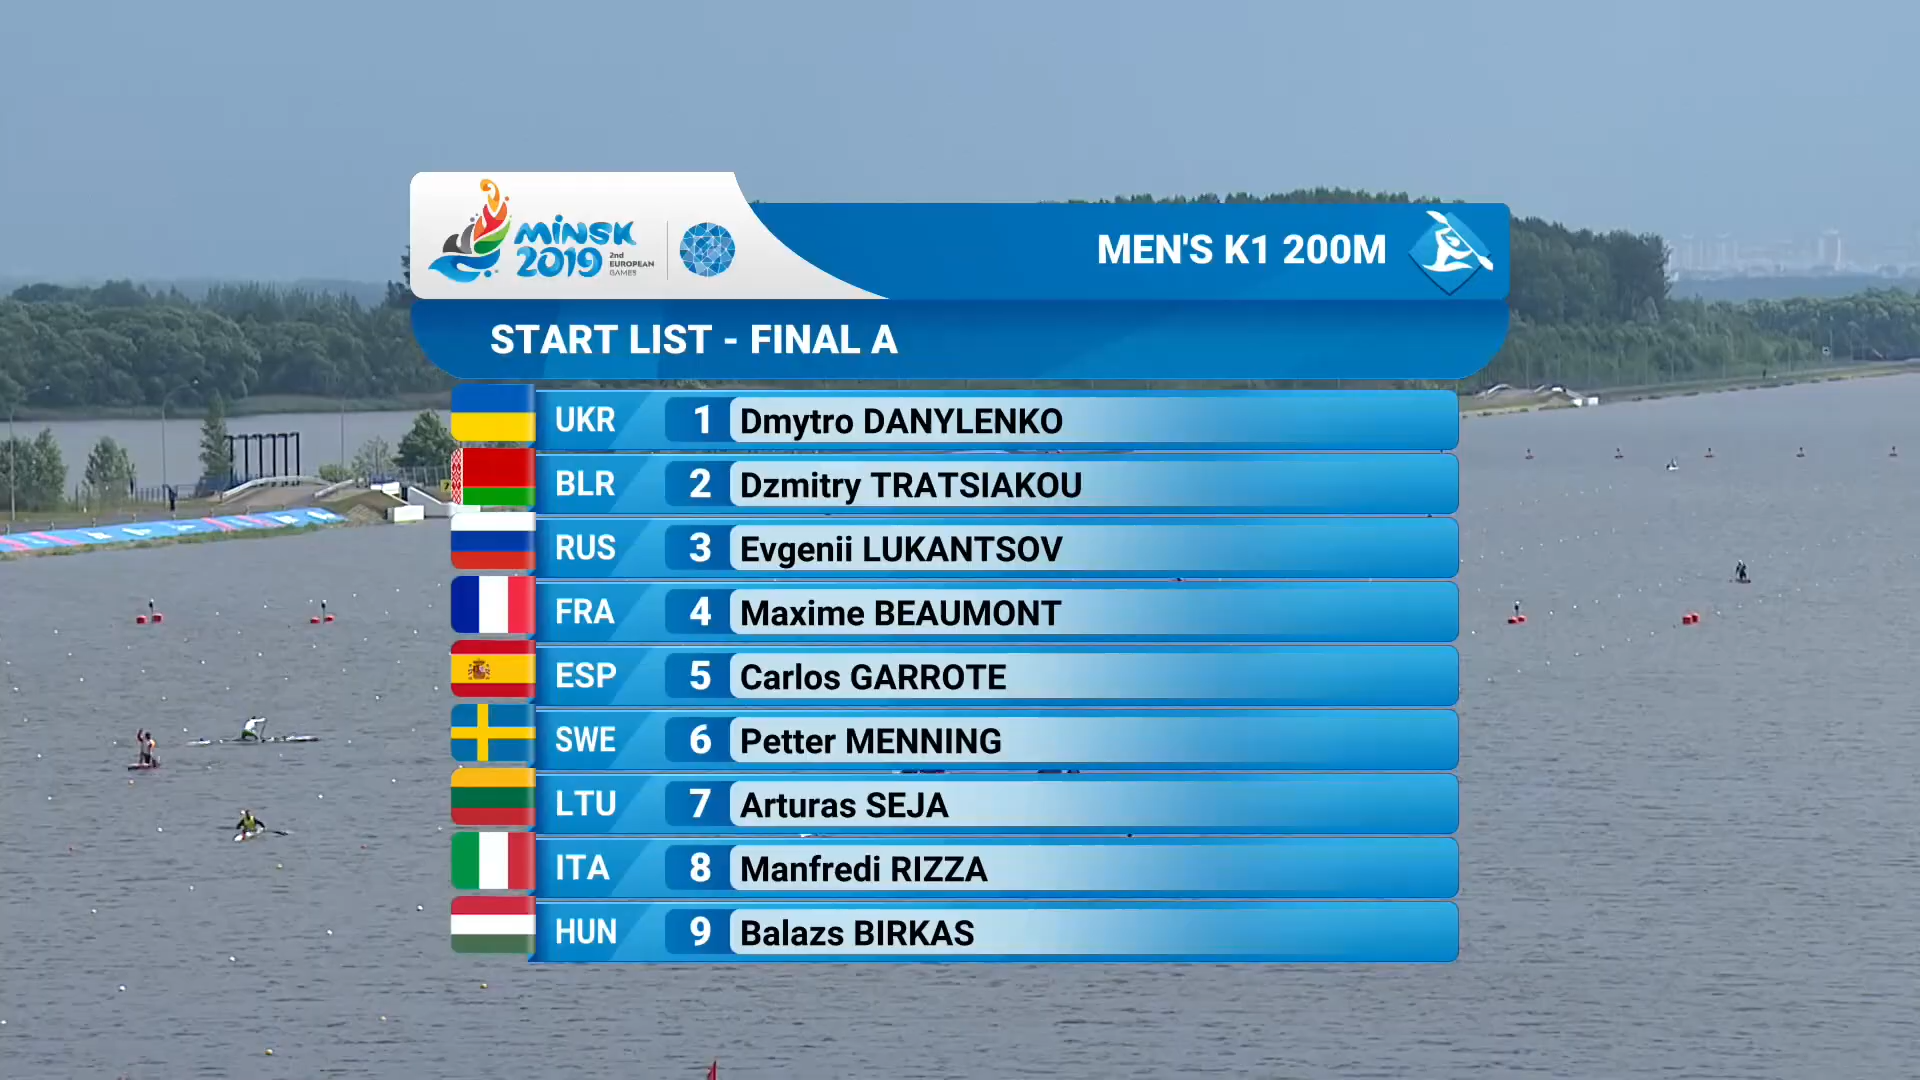 MINSK
2019
2nd
EUROPEAN
GAMES
MEN'S K1 200M
START LIST - FINAL A
UKR 1 Dmytro DANYLENKO
BLR 2 Dzmitry TRATSIAKOU
RUS 3 Evgenii LUKANTSOV
FRA 4 Maxime BEAUMONT
ESP 5 Carlos GARROTE
SWE 6 Petter MENNING
LTU 7 Arturas SEJA
ITA 8 Manfredi RIZZA
HUN 9 Balazs BIRKAS